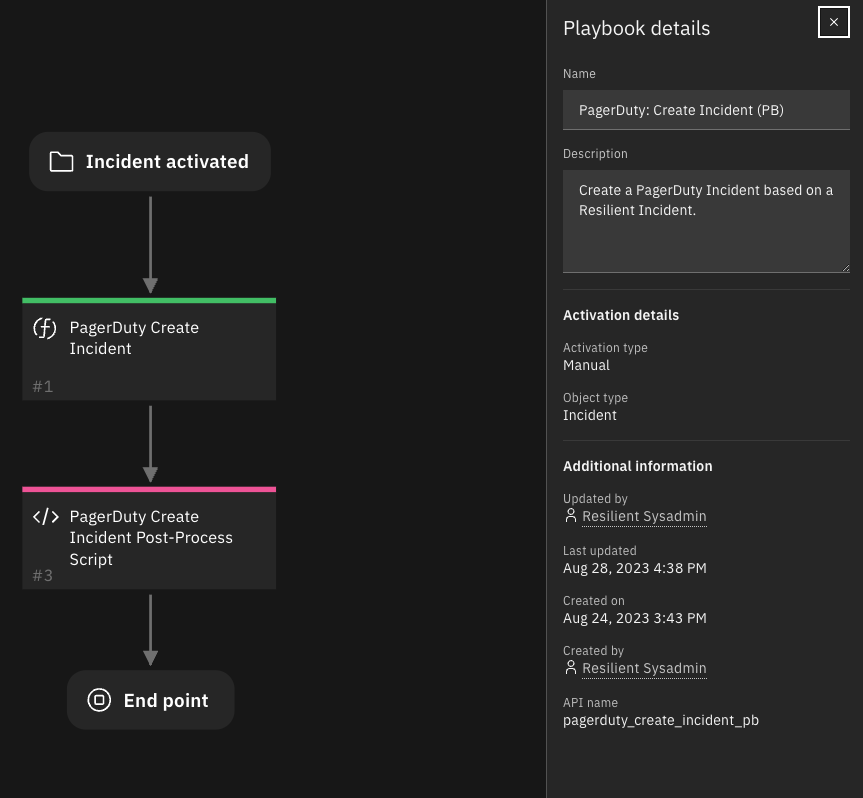 Incident activated
PagerDuty Create
Incident
#1
PagerDuty Create
Incident Post-Process
Script
#3
End point
Playbook details
Name
PagerDuty: Create Incident (PB)
Description
Create a PagerDuty Incident based on a
Resilient Incident.
Activation details
Activation type
Manual
Object type
Incident
Additional information
Updated by
Resilient Sysadmin
Last updated
Aug 28, 2023 4:38 PM
Created on
Aug 24, 2023 3:43 PM
Created by
Resilient Sysadmin
API name
pagerduty_create_incident_pb